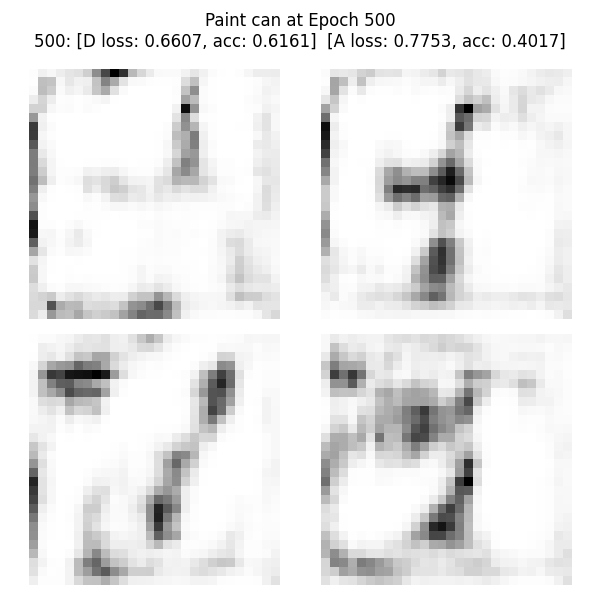 Paint can at Epoch 500
500: [D loss: 0.6607, acc: 0.6161]  [A loss: 0.7753, acc: 0.4017]